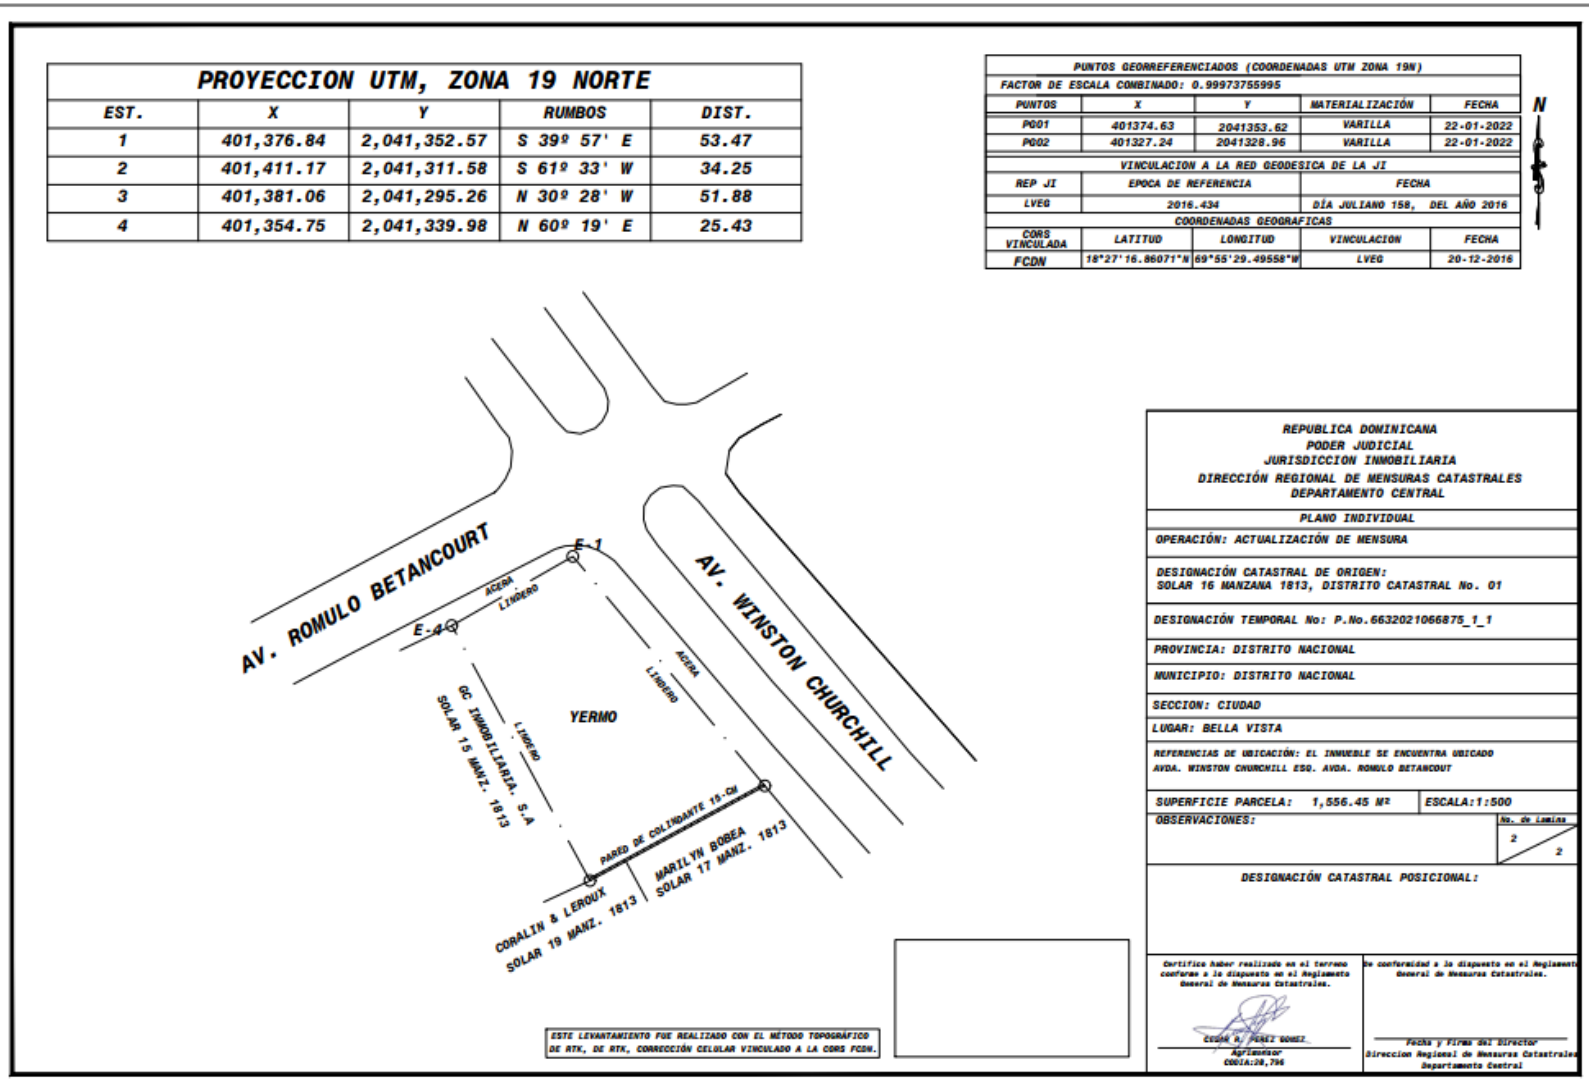 PROYECCION UTM, ZONA 19 NORTE
EST. X Y RUMBOS DIST.
1 401,376.84 2,041,352.57 S 39º 57' E 53.47
2 401,411.17 2,041,311.58 S 61º 33' W 34.25
3 401,381.06 2,041,295.26 N 30º 28' W 51.88
4 401,354.75 2,041,339.98 N 60º 19' E 25.43
PUNTOS GEORREFERENCIADOS (COORDENADAS UTM ZONA 19N)
FACTOR DE ESCALA COMBINADO: 0.99973755995
PUNTOS X Y MATERIALIZACIÓN FECHA
PG01 401374.63 2041353.62 VARILLA 22-01-2022
PG02 401327.24 2041328.96 VARILLA 22-01-2022
VINCULACION A LA RED GEODESICA DE LA JI
REP JI EPOCA DE REFERENCIA FECHA
LVEG 2016.434 DÍA JULIANO 158, DEL AÑO 2016
COORDENADAS GEOGRAFICAS
CORS VINCULADA LATITUD LONGITUD VINCULACION FECHA
FCDN 18°27'16.86071"N 69°55'29.49558"W LVEG 20-12-2016
N
AV. ROMULO BETANCOURT
E-1
ACERA
LINDERO
E-4
AV. WINSTON CHURCHILL
ACERA
LINDERO
YERMO
GC INMOBILIARIA, S.A
SOLAR 15 MANZ. 1813
LINDERO
PARED DE COLINDANTE 15-CM
MARILYN BOBEA
SOLAR 17 MANZ. 1813
CORALIN & LEROUX
SOLAR 19 MANZ. 1813
ESTE LEVANTAMIENTO FUE REALIZADO CON EL MÉTODO TOPOGRÁFICO
DE RTK, DE RTK, CORRECCIÓN CELULAR VINCULADO A LA CORS FCDN.
REPUBLICA DOMINICANA
PODER JUDICIAL
JURISDICCION INMOBILIARIA
DIRECCIÓN REGIONAL DE MENSURAS CATASTRALES
DEPARTAMENTO CENTRAL
PLANO INDIVIDUAL
OPERACIÓN: ACTUALIZACIÓN DE MENSURA
DESIGNACIÓN CATASTRAL DE ORIGEN:
SOLAR 16 MANZANA 1813, DISTRITO CATASTRAL No. 01
DESIGNACIÓN TEMPORAL No: P.No.6632021066875_1_1
PROVINCIA: DISTRITO NACIONAL
MUNICIPIO: DISTRITO NACIONAL
SECCION: CIUDAD
LUGAR: BELLA VISTA
REFERENCIAS DE UBICACIÓN: EL INMUEBLE SE ENCUENTRA UBICADO
AVDA. WINSTON CHURCHILL ESQ. AVDA. ROMULO BETANCOUT
SUPERFICIE PARCELA: 1,556.45 M² ESCALA:1:500
OBSERVACIONES:
No. de Lamina
2
2
DESIGNACIÓN CATASTRAL POSICIONAL:
Certifico haber realizado en el terreno
conforme a lo dispuesto en el Reglamento
General de Mensuras Catastrales.
CESAR N. PEREZ GOMEZ
Agrimensor
CODIA:20,796
De conformidad a lo dispuesto en el Reglamento
General de Mensuras Catastrales.
Fecha y Firma del Director
Direccion Regional de Mensuras Catastrales
Departamento Central